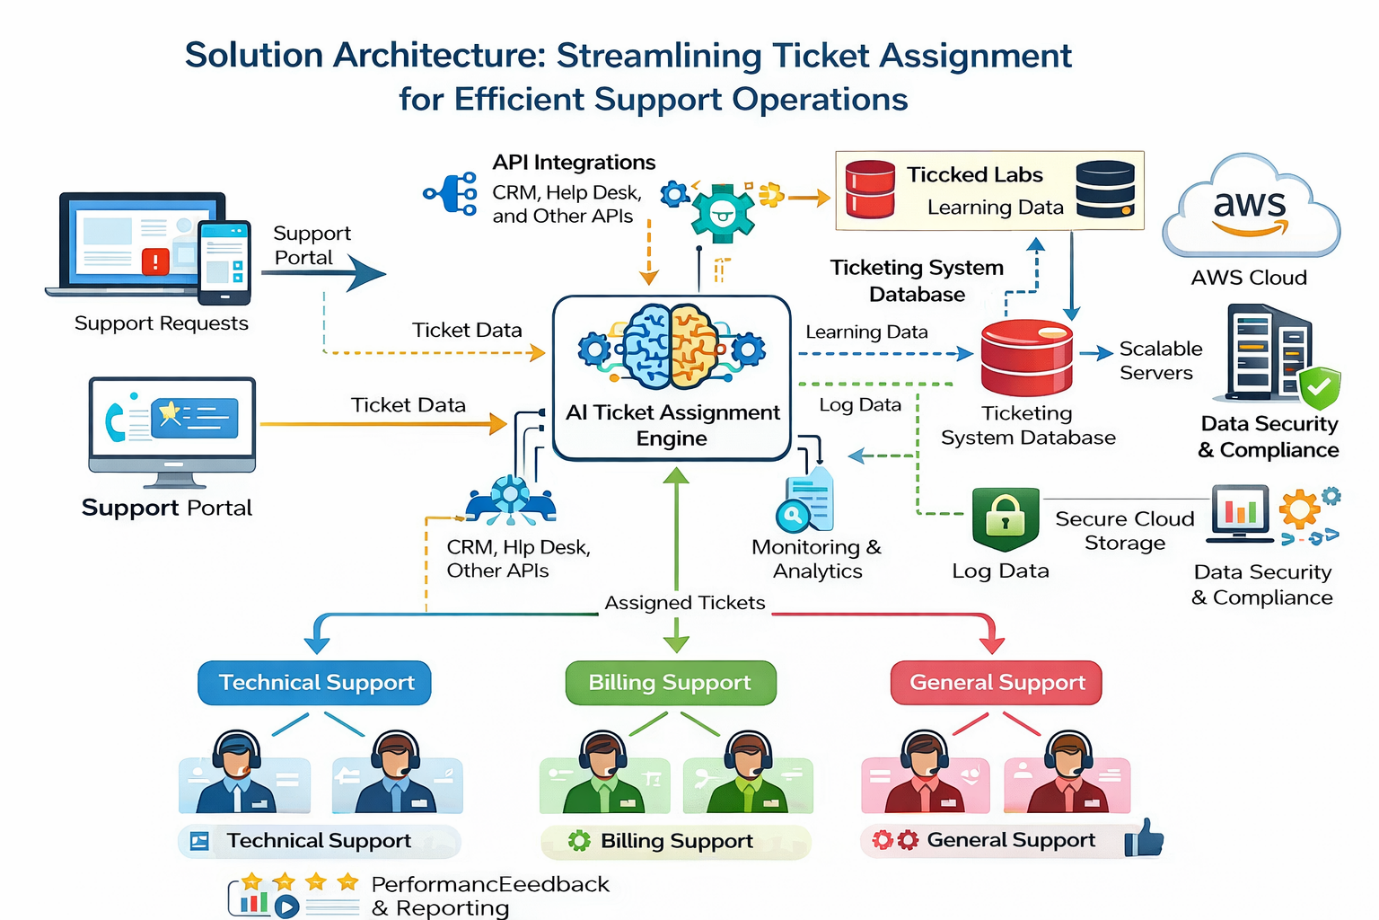 Solution Architecture: Streamlining Ticket Assignment
for Efficient Support Operations
API Integrations
CRM, Help Desk,
and Other APIs
Ticcked Labs
Learning Data
aws
AWS Cloud
Support
Portal
Support Requests
Ticketing System
Database
Ticket Data
Learning Data
Scalable
Servers
Ticket Data
AI Ticket Assignment
Engine
Log Data
Ticketing
System Database
Data Security
& Compliance
Support Portal
CRM, Hlp Desk,
Other APIs
Monitoring &
Analytics
Secure Cloud
Storage
Log Data
Data Security
& Compliance
Assigned Tickets
Technical Support
Billing Support
General Support
Technical Support
Billing Support
General Support
PerformancEeedback
& Reporting